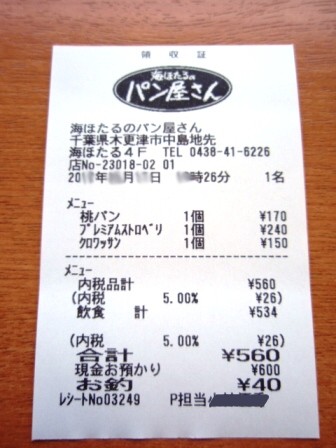 領収証
海ほたるの
パン屋さん
海ほたるのパン屋さん
千葉県木更津市中島地先
海ほたる4F TEL 0438-41-6226
店No-23018-02 01
時26分 1名
メニュー
桃パン 1個 ¥170
プレミアムストロベリ 1個 ¥240
クロワッサン 1個 ¥150
メニュー
内税品計 ¥560
(内税 5.00% ¥26)
飲食 計 ¥534
(内税 5.00% ¥26)
合計 ¥560
現金お預かり ¥600
お釣 ¥40
レシートNo03249 P担当